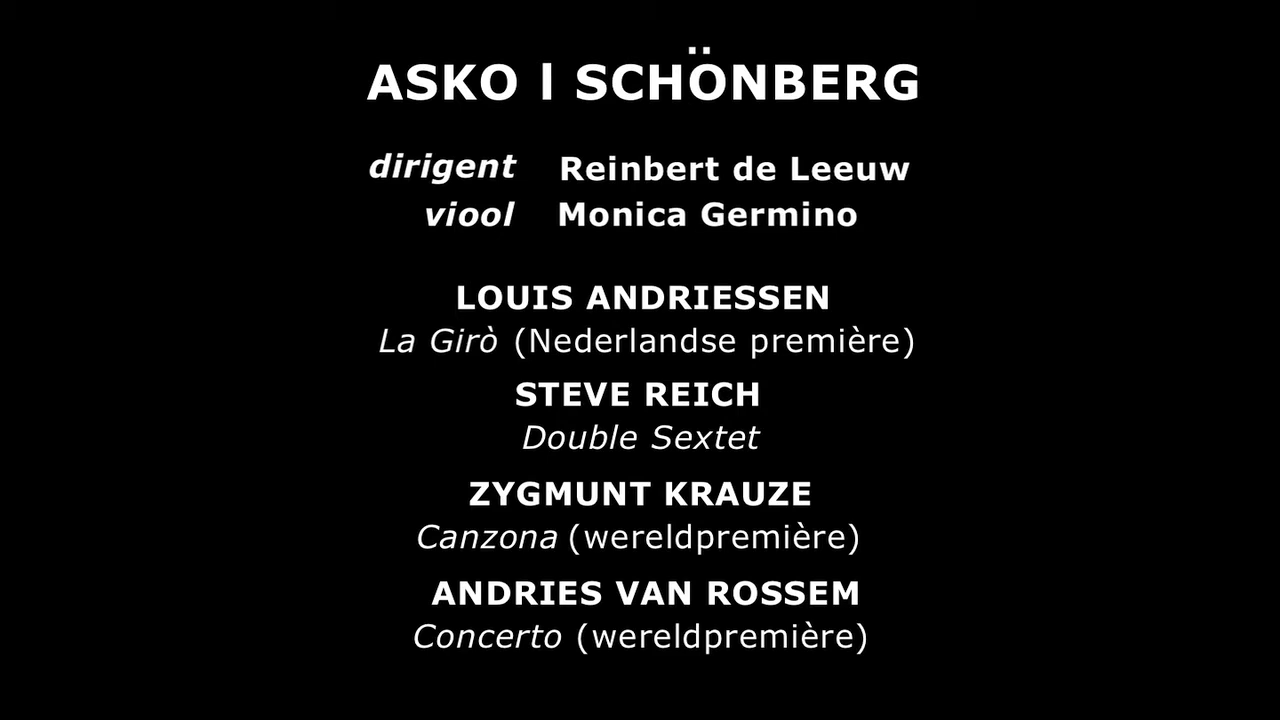 ASKO l SCHÖNBERG
dirigent Reinbert de Leeuw
viool Monica Germino
LOUIS ANDRIESSEN
La Girò (Nederlandse première)
STEVE REICH
Double Sextet
ZYGMUNT KRAUZE
Canzona (wereldpremière)
ANDRIES VAN ROSSEM
Concerto (wereldpremière)